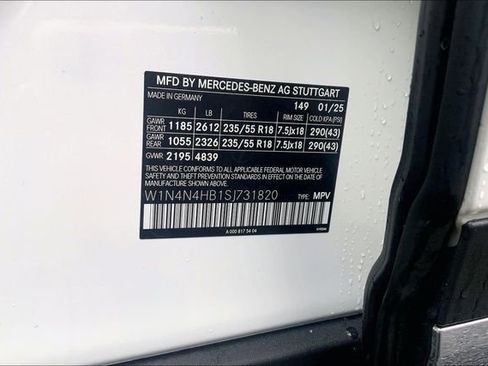 MFD BY MERCEDES-BENZ AG STUTTGART
MADE IN GERMANY 149 01/25
KG LB TIRES RIM SIZE COLD KPA(PSI)
GAWR FRONT 1185 2612 235/55 R18 7.5Jx18 290(43)
GAWR REAR 1055 2326 235/55 R18 7.5Jx18 290(43)
GVWR 2195 4839
THIS VEHICLE CONFORMS TO ALL APPLICABLE FEDERAL MOTOR VEHICLE
SAFETY AND THEFT PREVENTION STANDARDS IN EFFECT ON THE DATE OF
MANUFACTURE SHOWN ABOVE.
W1N4N4HB1SJ731820 TYPE: MPV
A 000 817 54 04